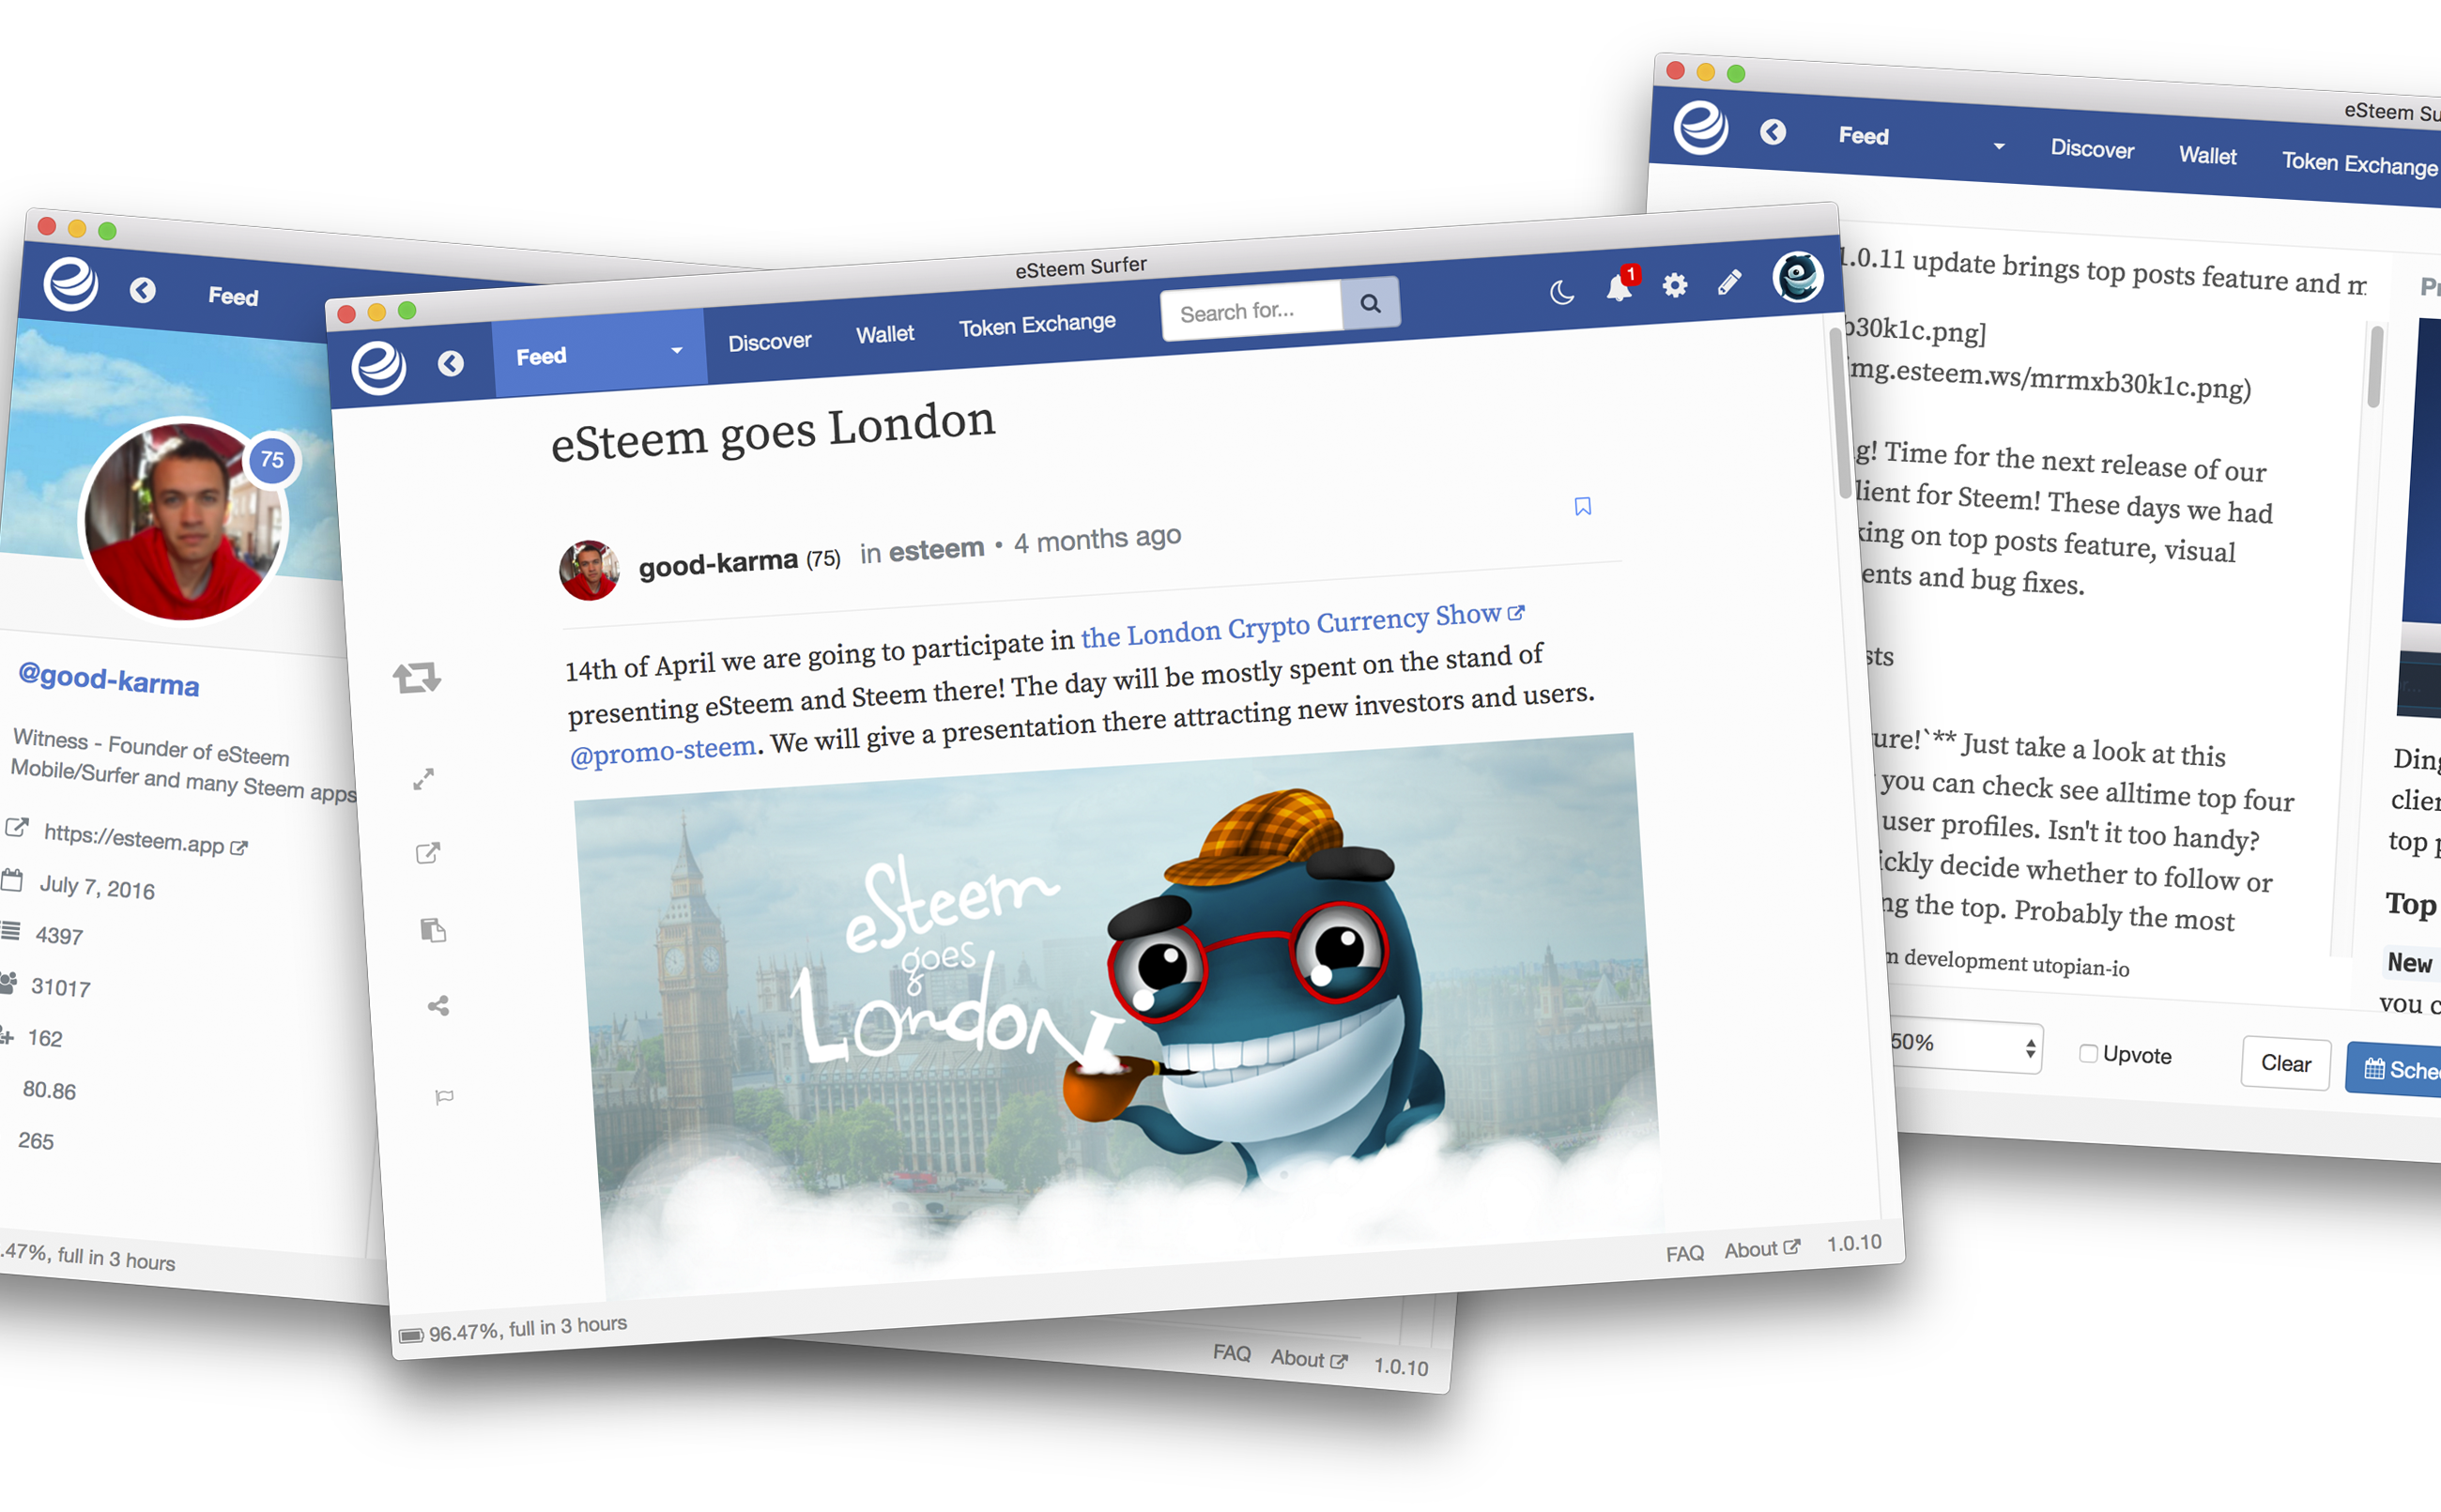 Feed
75
@good-karma
Witness - Founder of eSteem
Mobile/Surfer and many Steem apps
https://esteem.app
July 7, 2016
4397
31017
162
80.86
265
.47%, full in 3 hours
FAQ About 1.0.10
eSteem Surfer
Feed Discover Wallet Token Exchange Search for... 1
eSteem goes London
good-karma (75) in esteem • 4 months ago
14th of April we are going to participate in the London Crypto Currency Show
presenting eSteem and Steem there! The day will be mostly spent on the stand of
@promo-steem. We will give a presentation there attracting new investors and users.
eSteem
goes
London
96.47%, full in 3 hours
FAQ About 1.0.10
eSteem Su
Feed Discover Wallet Token Exchange
1.0.11 update brings top posts feature and m
b30k1c.png]
img.esteem.ws/mrmxb30k1c.png)
g! Time for the next release of our
lient for Steem! These days we had
king on top posts feature, visual
ents and bug fixes.
sts
ure!`** Just take a look at this
you can check see alltime top four
user profiles. Isn't it too handy?
ickly decide whether to follow or
ng the top. Probably the most
m development utopian-io
50%
Upvote
Clear
Sche
Pr
Ding
clien
top p
Top
New
you c